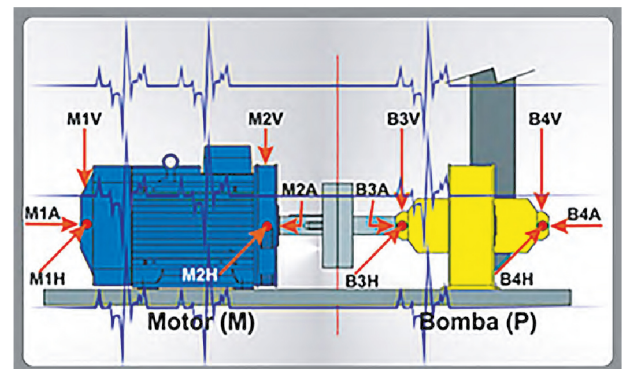 M1V
M2V
B3V
B4V
M2A
B3A
M1A
B4A
M1H
M2H
B3H
B4H
Motor (M)
Bomba (P)